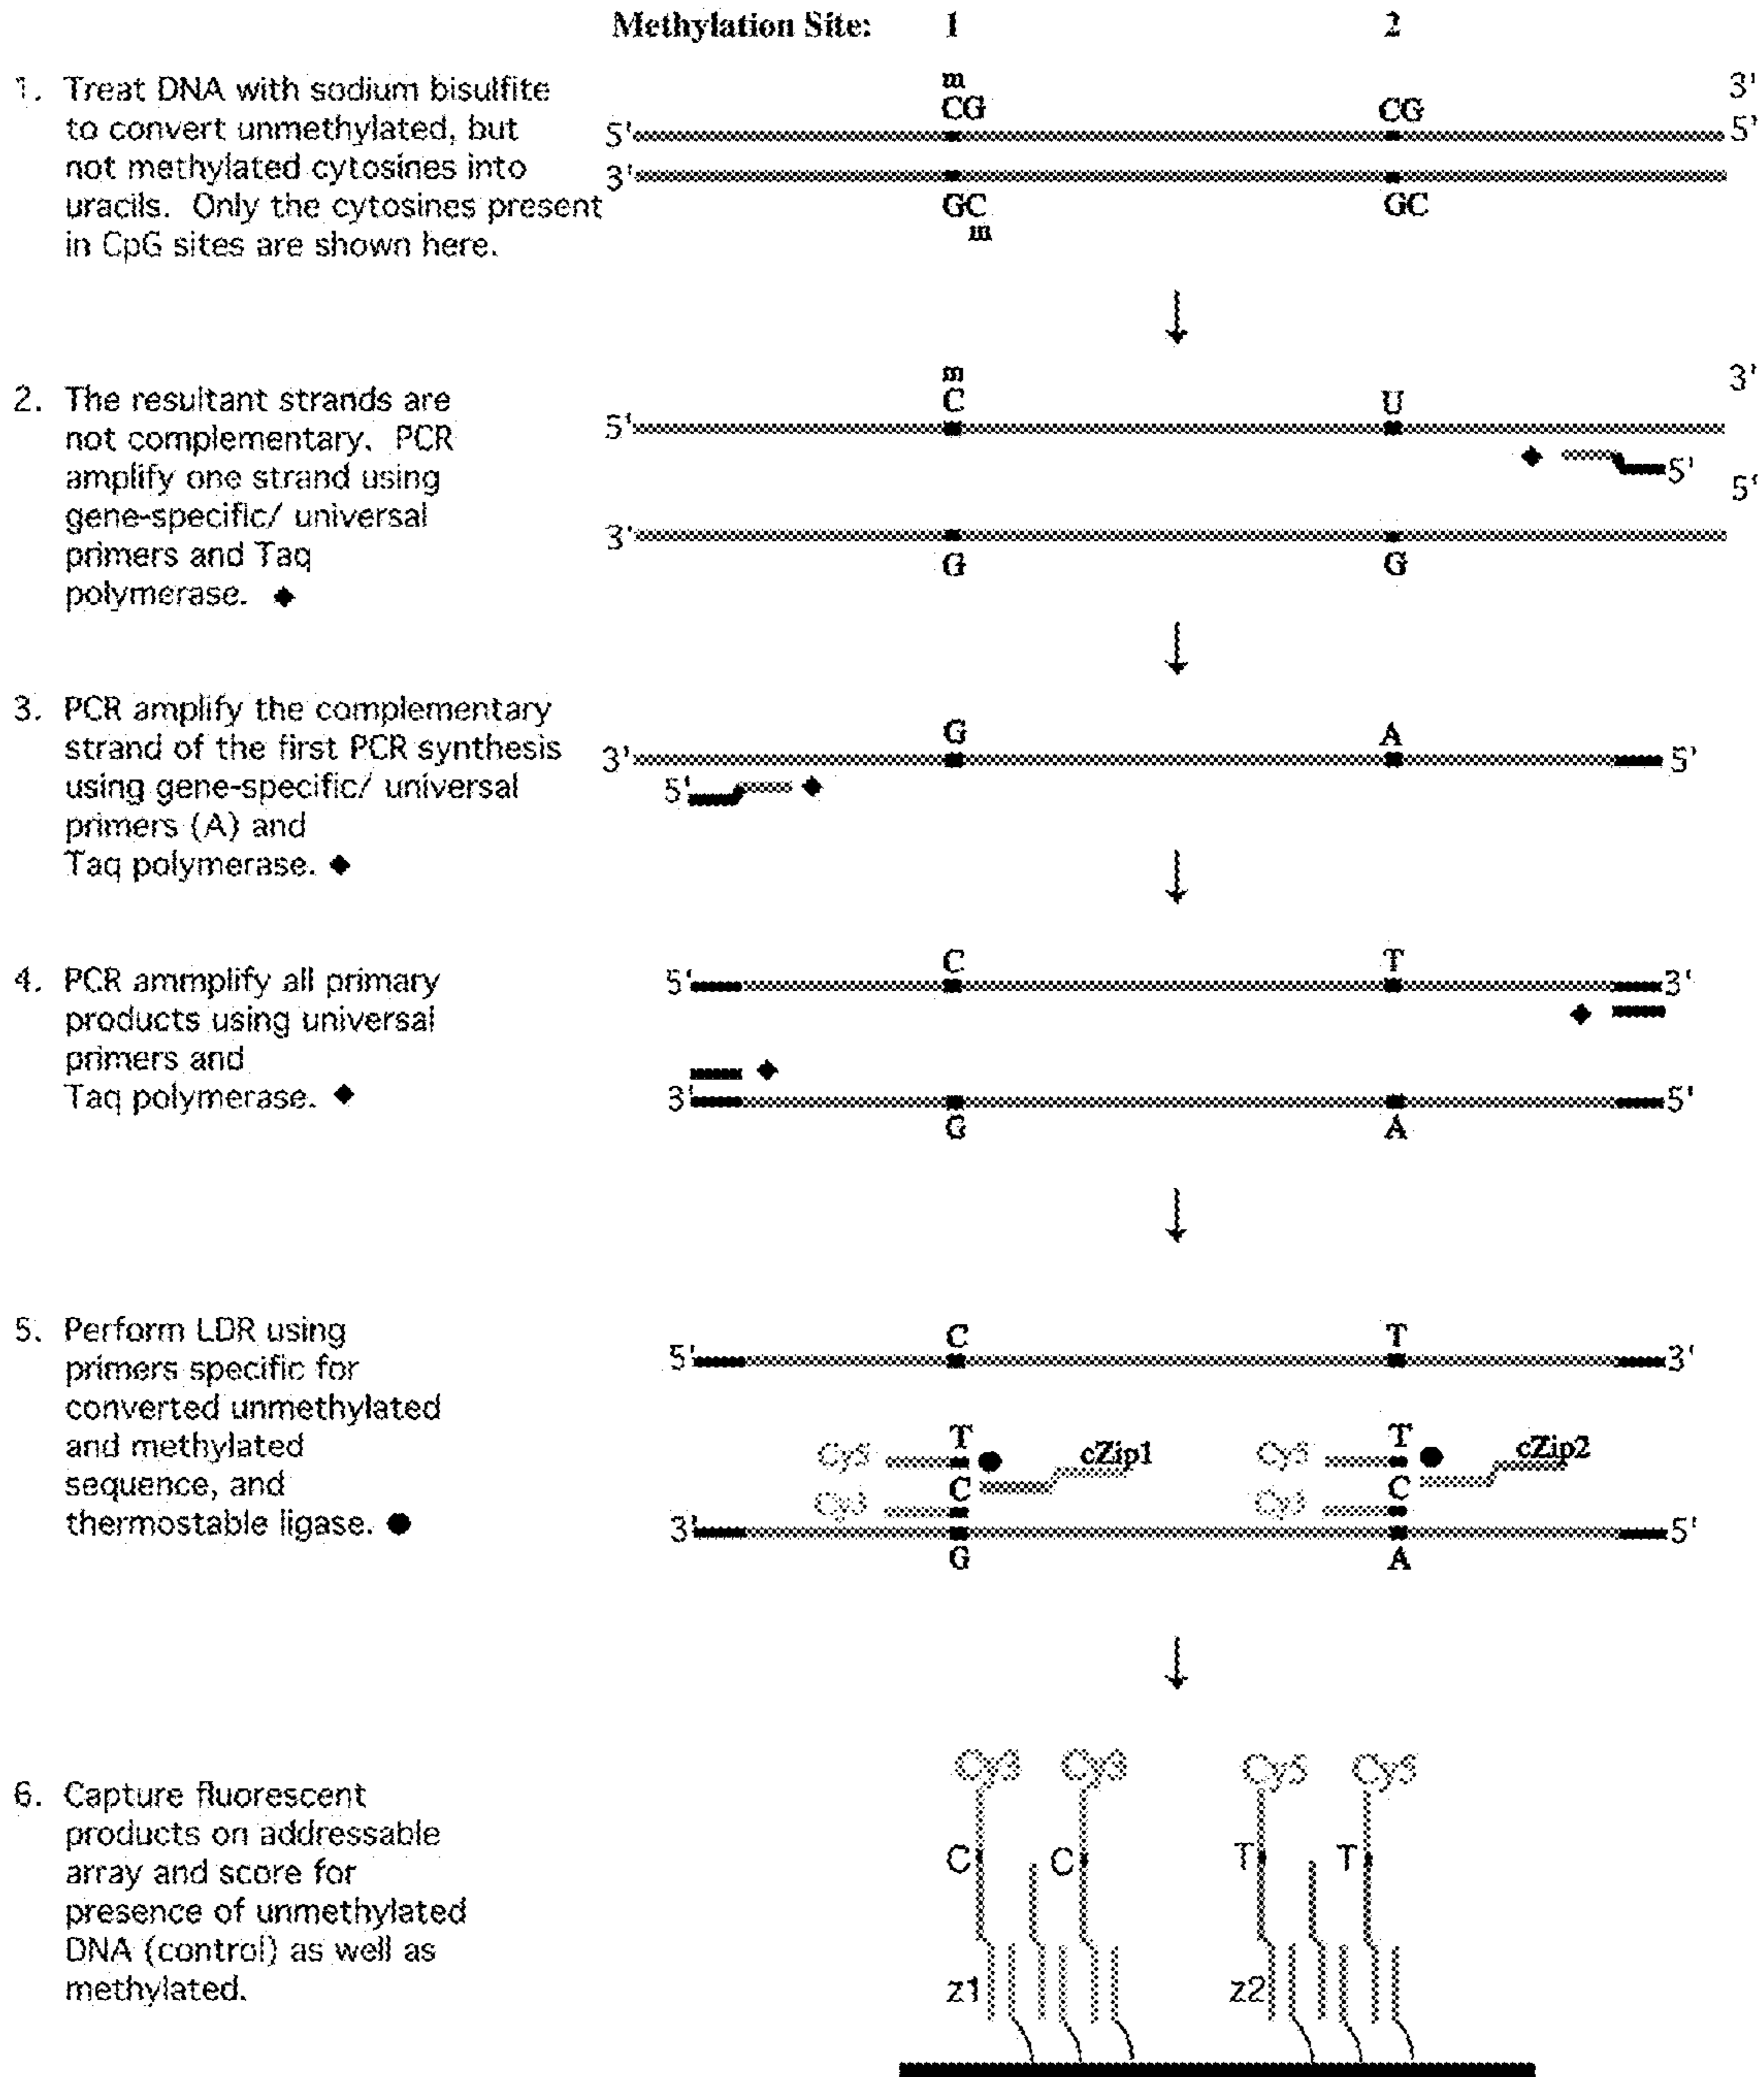 Methylation Site: 1 2
1. Treat DNA with sodium bisulfite
to convert unmethylated, but
not methylated cytosines into
uracils. Only the cytosines present
in CpG sites are shown here.
m
CG CG 3'
5' 5'
3'
GC GC
m
2. The resultant strands are
not complementary. PCR
amplify one strand using
gene-specific/ universal
primers and Taq
polymerase.
m 3'
C U
5'
5'
5'
3'
G G
3. PCR amplify the complementary
strand of the first PCR synthesis
using gene-specific/ universal
primers (A) and
Taq polymerase.
G A
3' 5'
5'
4. PCR ammplify all primary
products using universal
primers and
Taq polymerase.
C T
5' 3'
3' 5'
G A
5. Perform LDR using
primers specific for
converted unmethylated
and methylated
sequence, and
thermostable ligase.
C T
5' 3'
T T
Cy5 cZip1 Cy5 cZip2
C C
Cy3 Cy3
3' 5'
G A
6. Capture fluorescent
products on addressable
array and score for
presence of unmethylated
DNA (control) as well as
methylated.
Cy3 Cy3 Cy5 Cy5
C C T T
z1 z2